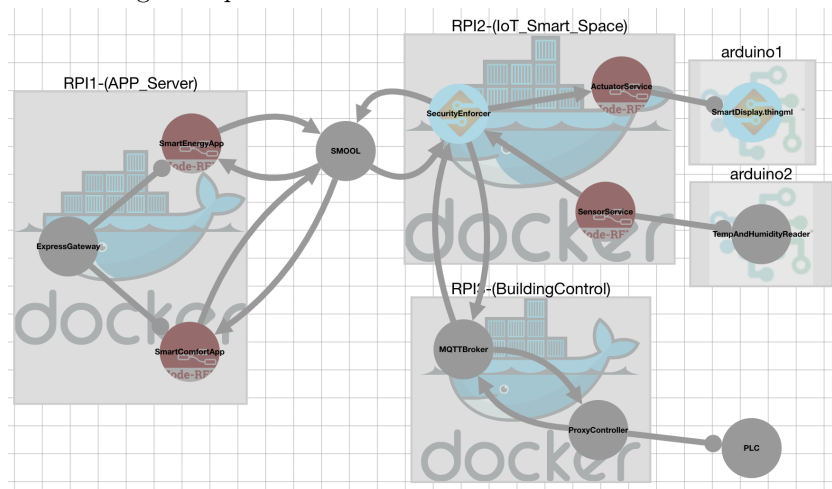 RPI2-(IoT_Smart_Space)
arduino1
RPI1-(APP_Server)
ActuatorService
SecurityEnforcer
SmartDisplay.thingml
SmartEnergyApp
SMOOL
arduino2
SensorService
TempAndHumidityReader
ExpressGateway
docker
docker
RPI3-(BuildingControl)
MQTTBroker
SmartComfortApp
ProxyController
PLC
docker